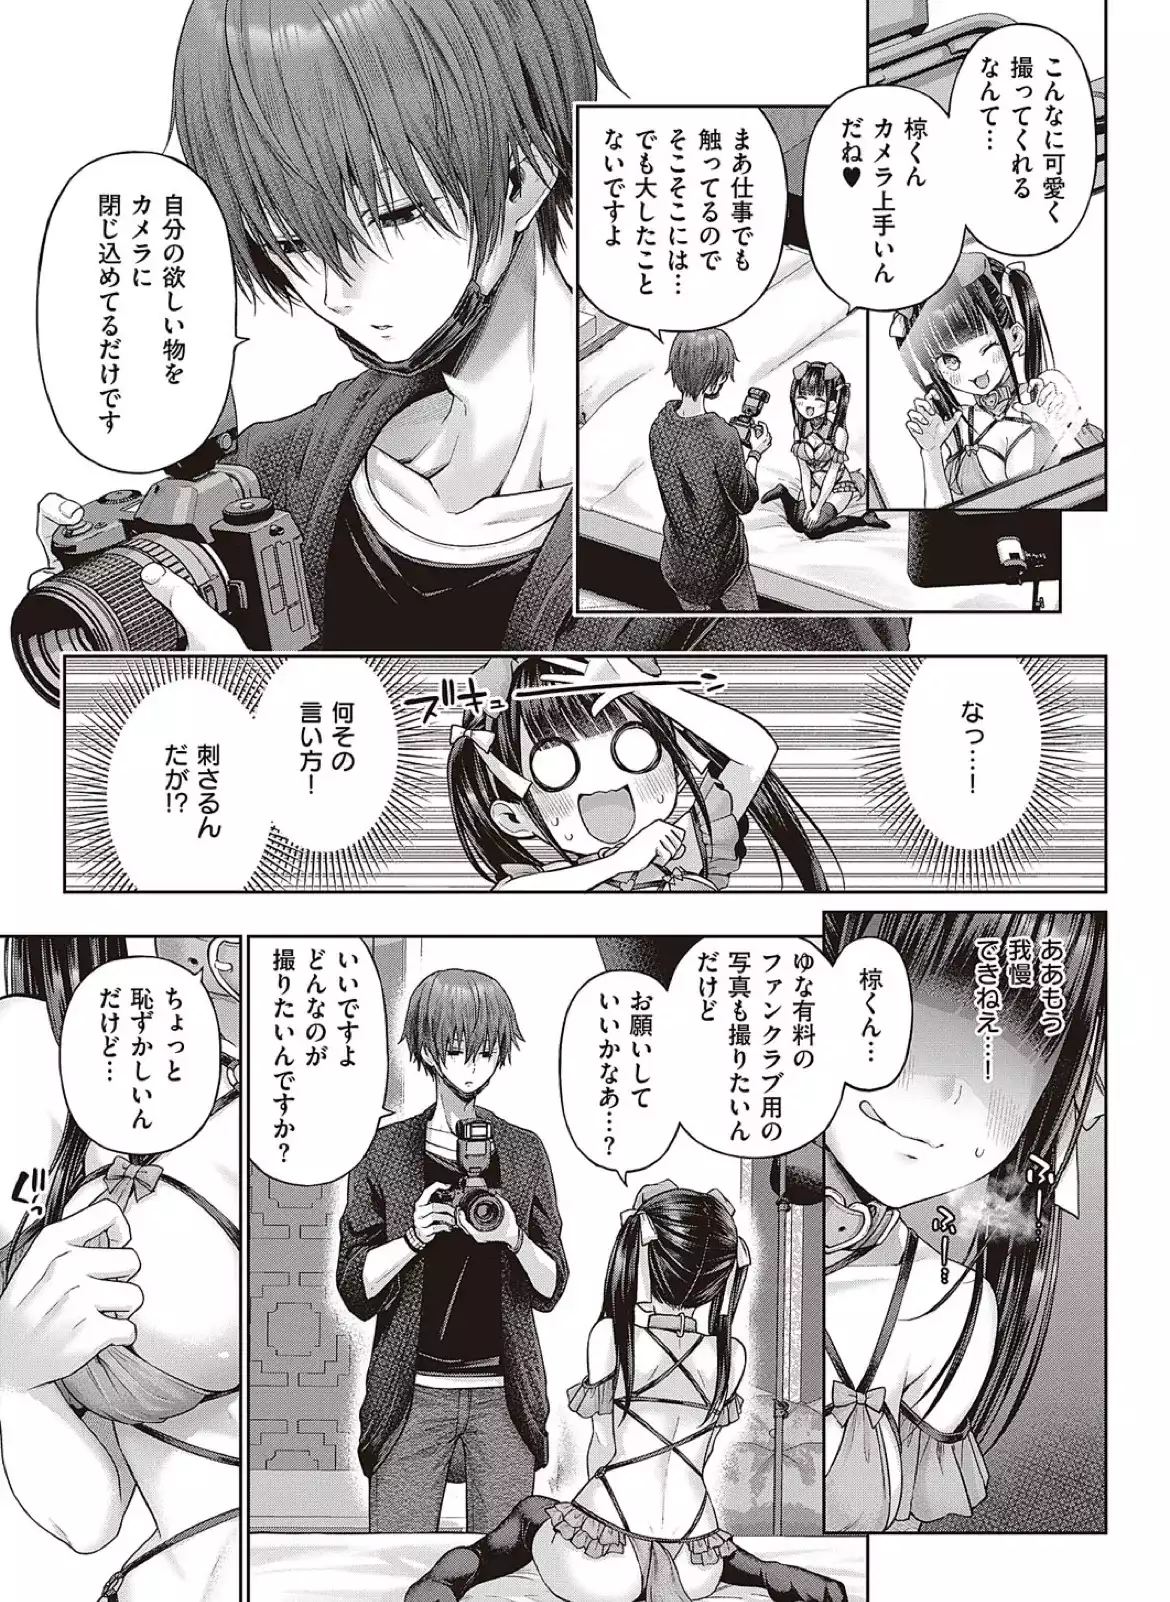 こんなに可愛く
撮ってくれる
なんて…
椋くん
カメラ上手いん
だね♥
まあ仕事でも
触ってるので
そこそこには…
でも大したこと
ないですよ
自分の欲しい物を
カメラに
閉じ込めてるだけです
なっ…!
ズキューン
何その
言い方!
刺さるん
だが!?
ああもう
我慢
できねえ…!
ふー…
ふー…
椋くん…
ゆな有料の
ファンクラブ用の
写真も撮りたいん
だけど
お願いして
いいかなぁ…?
いいですよ
どんなのが
撮りたいんですか?
ちょっと
恥ずかしいん
だけど…
ぐいっ